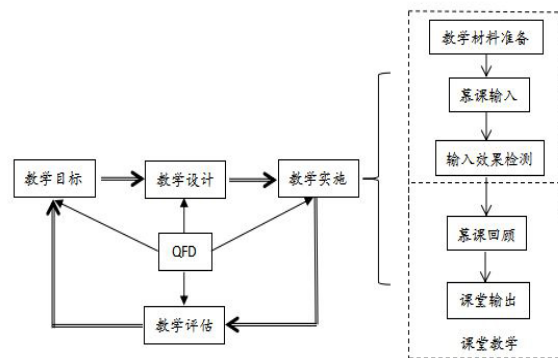 教学材料准备
慕课输入
输入效果检测
教学目标
教学设计
教学实施
QFD
教学评估
慕课回顾
课堂输出
课堂教学